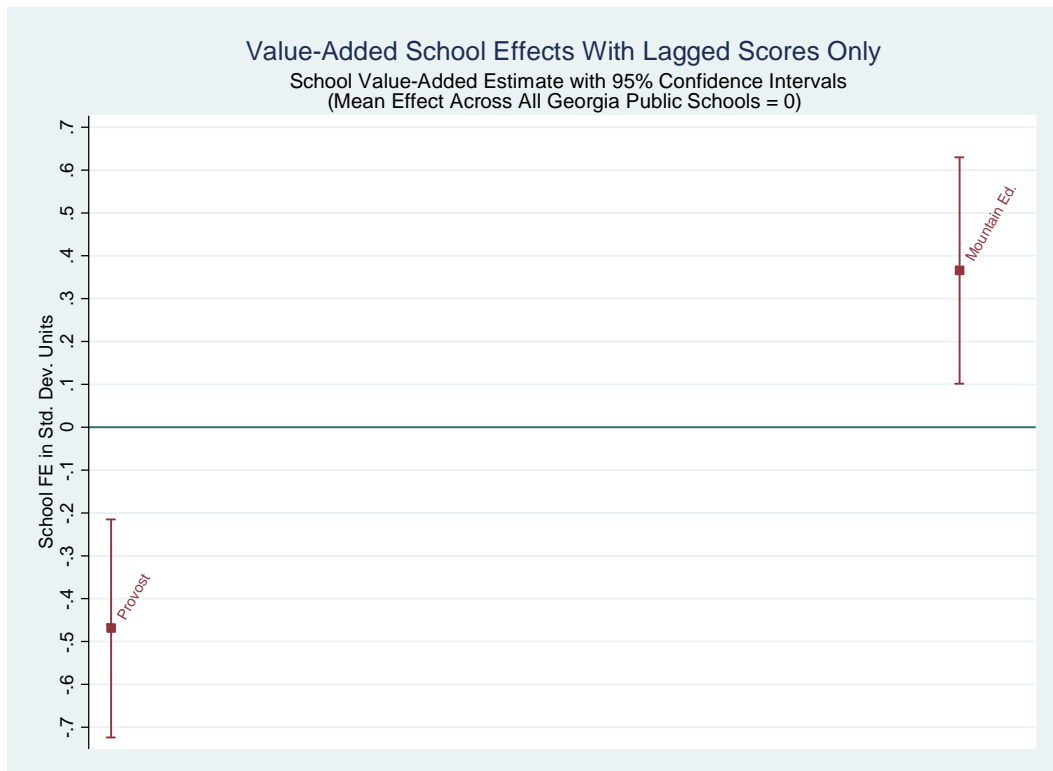 Value-Added School Effects With Lagged Scores Only
School Value-Added Estimate with 95% Confidence Intervals
(Mean Effect Across All Georgia Public Schools = 0)
School FE in Std. Dev. Units
.7
.6
.5
.4
.3
.2
.1
0
-.1
-.2
-.3
-.4
-.5
-.6
-.7
Provost
Mountain Ed.